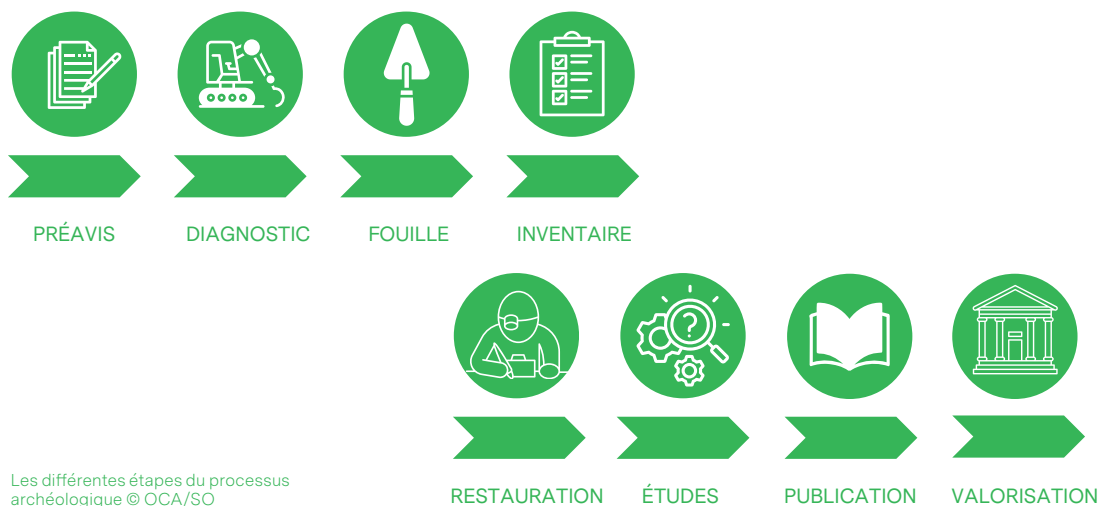 PRÉAVIS
DIAGNOSTIC
FOUILLE
INVENTAIRE
?
RESTAURATION
ÉTUDES
PUBLICATION
VALORISATION
Les différentes étapes du processus
archéologique © OCA/SO